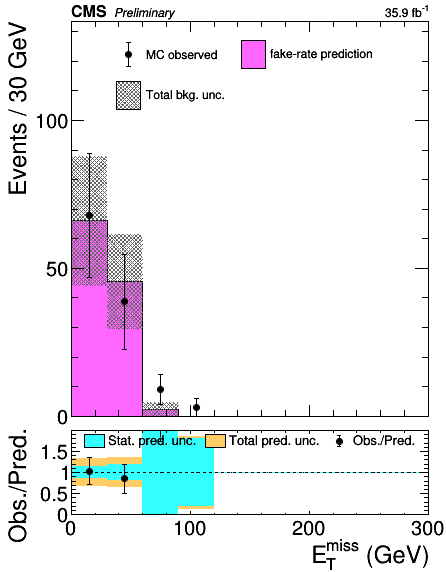 CMS Preliminary 35.9 fb⁻¹
MC observed
fake-rate prediction
Total bkg. unc.
Events / 30 GeV
100
50
0
Stat. pred. unc.
Total pred. unc.
Obs./Pred.
Obs./Pred.
1.5
1
0.5
0
0 100 200 300
E_T^miss (GeV)